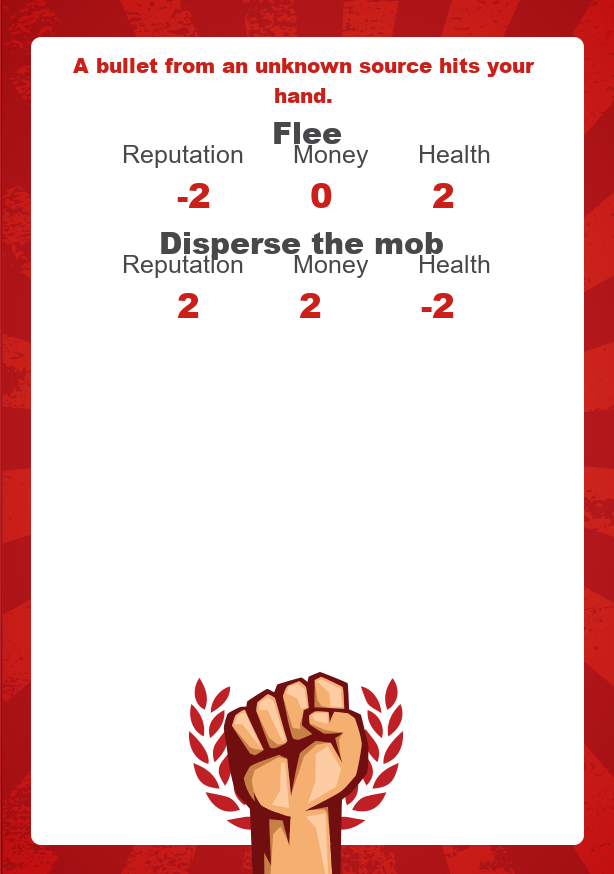 A bullet from an unknown source hits your
hand.
Flee
Reputation Money Health
-2 0 2
Disperse the mob
Reputation Money Health
2 2 -2